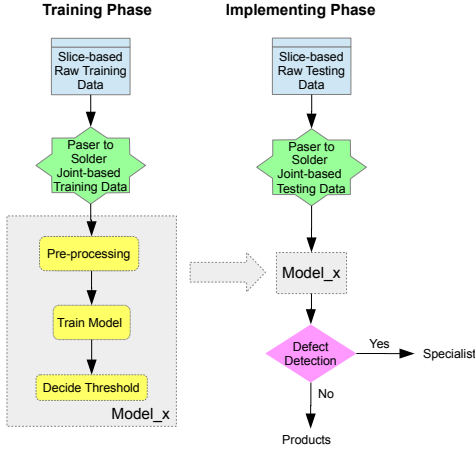 Training Phase
Implementing Phase
Slice-based
Raw Training
Data
Slice-based
Raw Testing
Data
Paser to
Solder
Joint-based
Training Data
Paser to
Solder
Joint-based
Testing Data
Pre-processing
Train Model
Decide Threshold
Model_x
Model_x
Defect
Detection
Yes
Specialist
No
Products